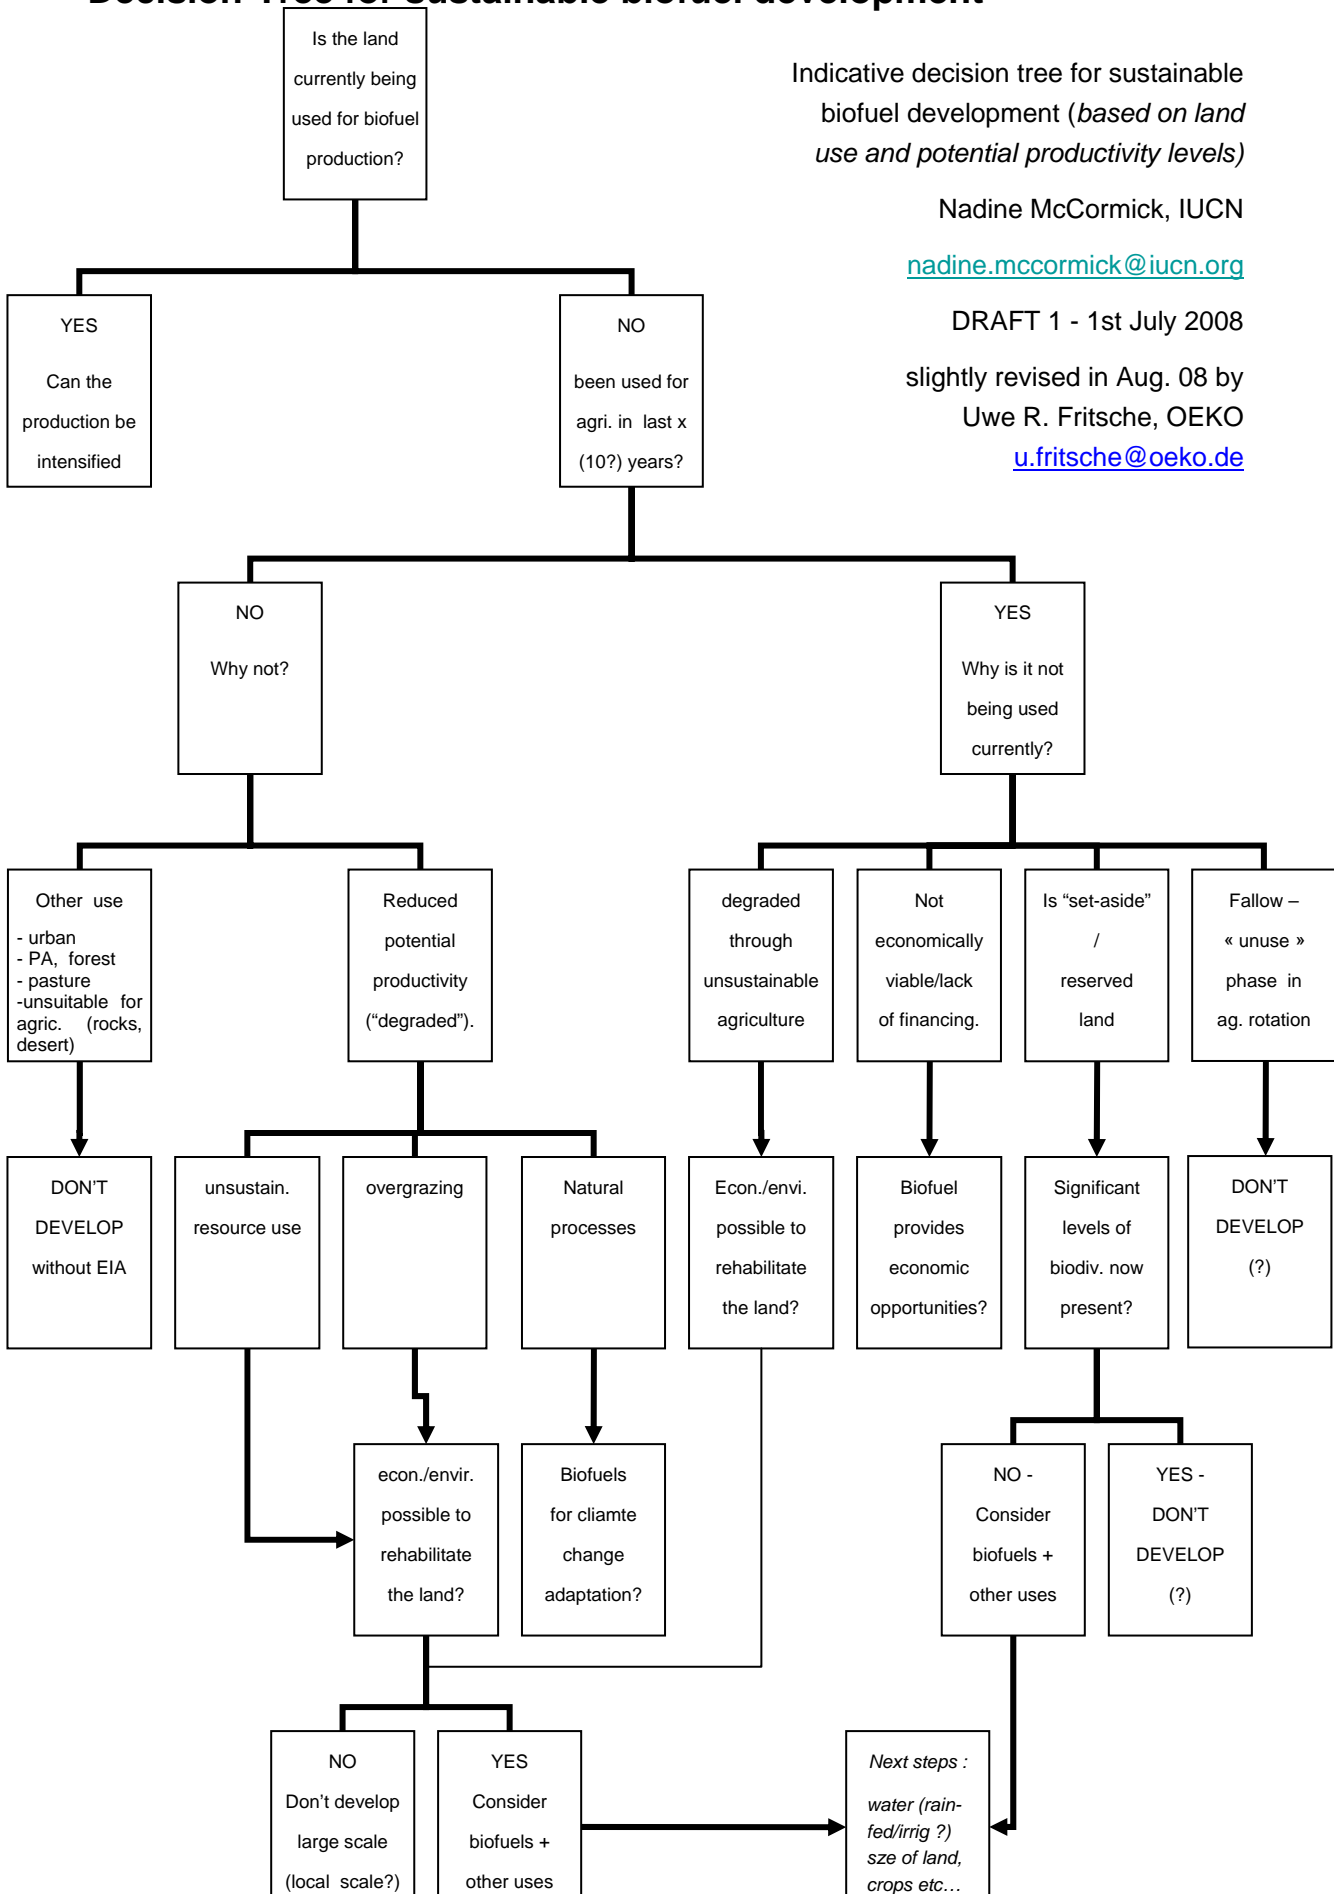 Decision Tree for sustainable biofuel development
Is the land
currently being
used for biofuel
production?
Indicative decision tree for sustainable
biofuel development (based on land
use and potential productivity levels)
Nadine McCormick, IUCN
nadine.mccormick@iucn.org
DRAFT 1 - 1st July 2008
slightly revised in Aug. 08 by
Uwe R. Fritsche, OEKO
u.fritsche@oeko.de
YES
Can the
production be
intensified
NO
been used for
agri. in last x
(10?) years?
NO
Why not?
YES
Why is it not
being used
currently?
Other use
- urban
- PA, forest
- pasture
-unsuitable for
agric. (rocks,
desert)
Reduced
potential
productivity
(“degraded”).
degraded
through
unsustainable
agriculture
Not
economically
viable/lack
of financing.
Is “set-aside”
/
reserved
land
Fallow –
« unuse »
phase in
ag. rotation
DON’T
DEVELOP
without EIA
unsustain.
resource use
overgrazing
Natural
processes
Econ./envi.
possible to
rehabilitate
the land?
Biofuel
provides
economic
opportunities?
Significant
levels of
biodiv. now
present?
DON’T
DEVELOP
(?)
econ./envir.
possible to
rehabilitate
the land?
Biofuels
for cliamte
change
adaptation?
NO -
Consider
biofuels +
other uses
YES -
DON’T
DEVELOP
(?)
NO
Don’t develop
large scale
(local scale?)
YES
Consider
biofuels +
other uses
Next steps :
water (rain-
fed/irrig ?)
sze of land,
crops etc…